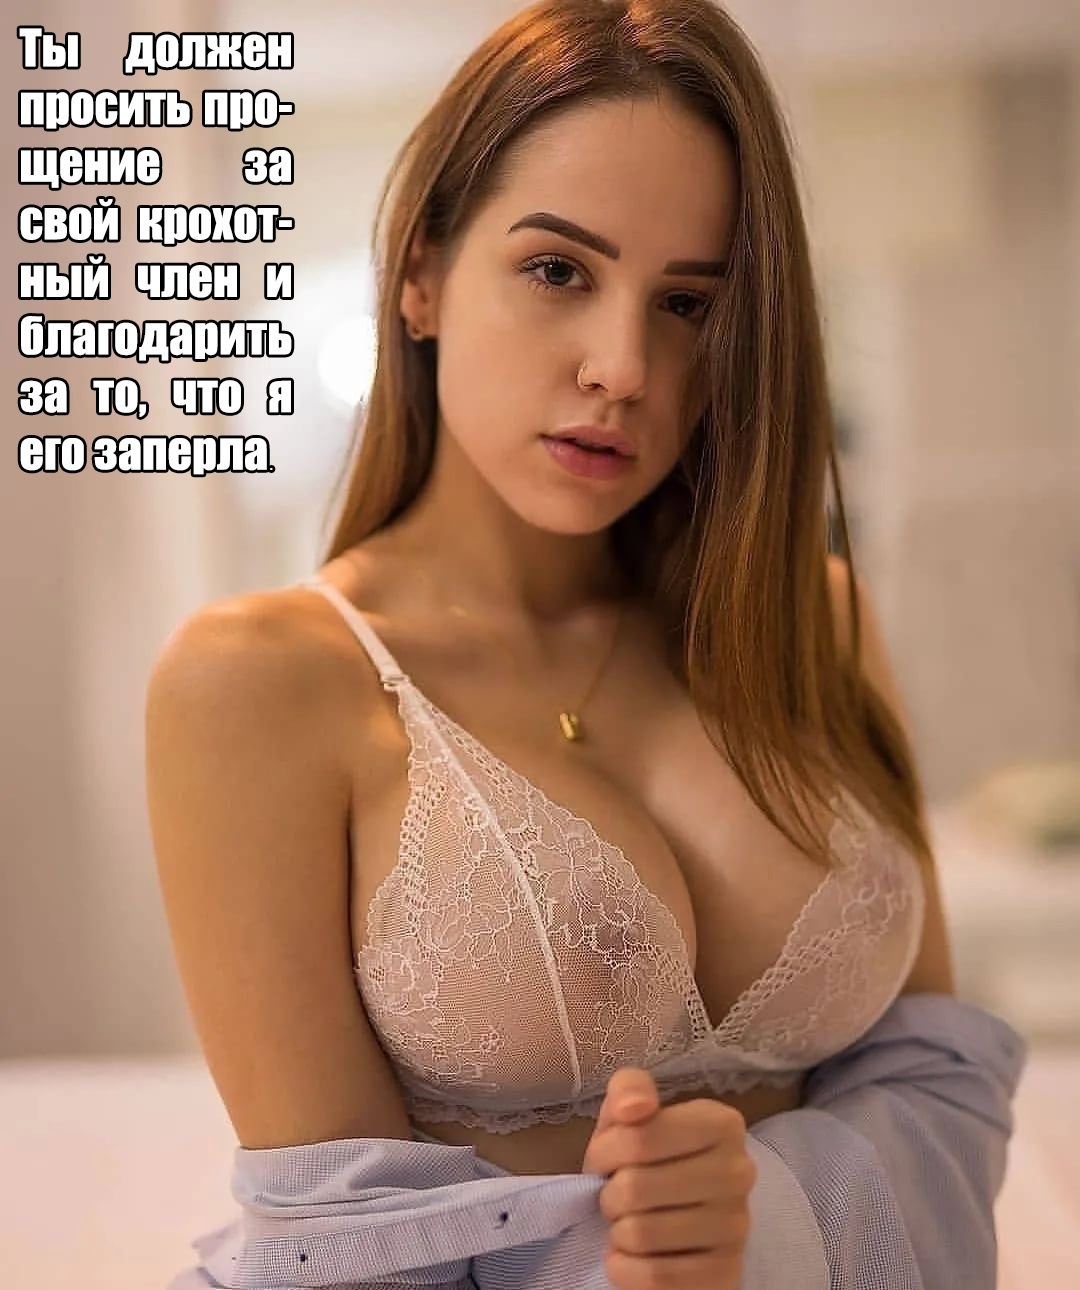 Ты должен
просить про-
щение за
свой крохот-
ный член и
благодарить
за то, что я
его заперла.